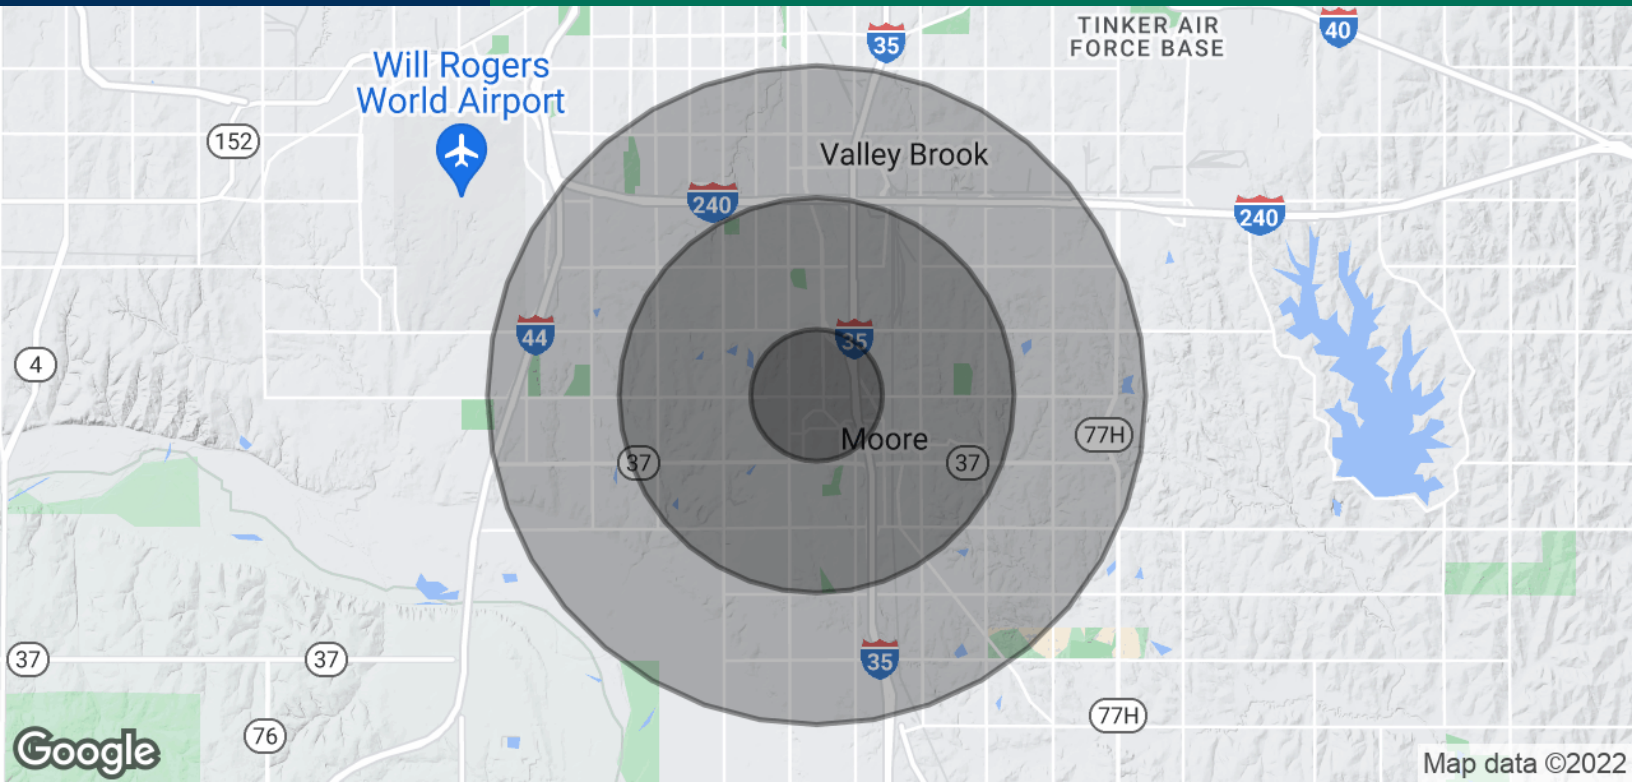 TINKER AIR
FORCE BASE
40
35
Will Rogers
World Airport
152
Valley Brook
240
240
44
35
4
Moore
77H
37
37
37
37
35
77H
76
Google
Map data ©2022